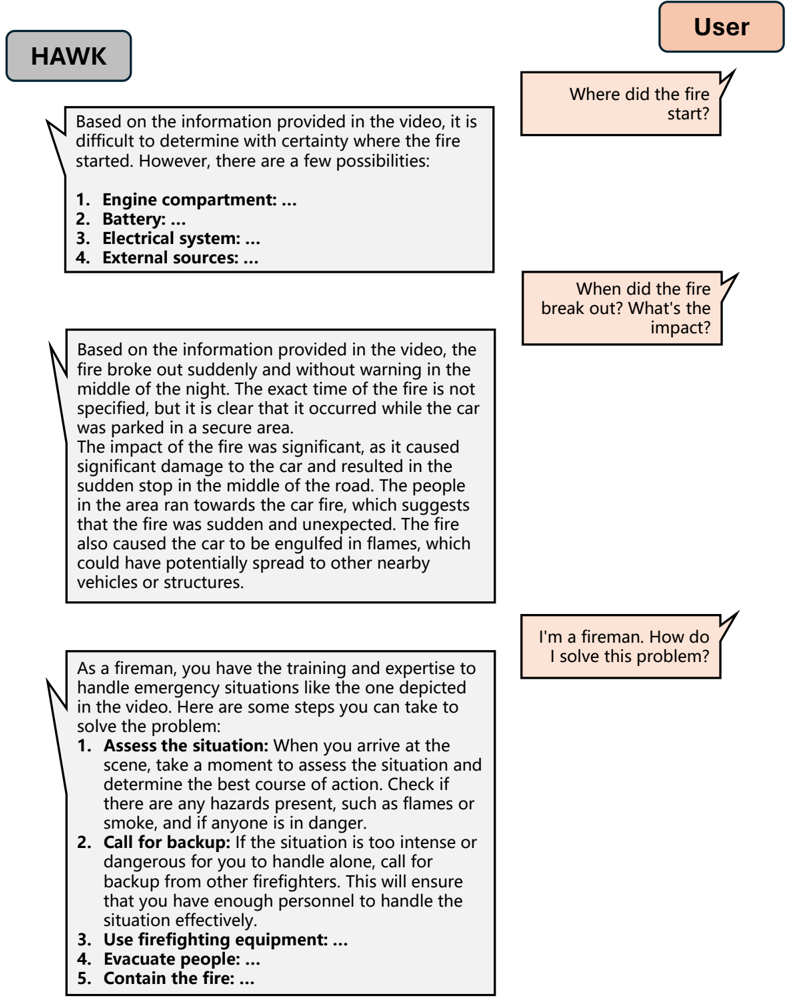 User
HAWK
Where did the fire
start?
Based on the information provided in the video, it is
difficult to determine with certainty where the fire
started. However, there are a few possibilities:
1. Engine compartment: ...
2. Battery: ...
3. Electrical system: ...
4. External sources: ...
When did the fire
break out? What's the
impact?
Based on the information provided in the video, the
fire broke out suddenly and without warning in the
middle of the night. The exact time of the fire is not
specified, but it is clear that it occurred while the car
was parked in a secure area.
The impact of the fire was significant, as it caused
significant damage to the car and resulted in the
sudden stop in the middle of the road. The people
in the area ran towards the car fire, which suggests
that the fire was sudden and unexpected. The fire
also caused the car to be engulfed in flames, which
could have potentially spread to other nearby
vehicles or structures.
I'm a fireman. How do
I solve this problem?
As a fireman, you have the training and expertise to
handle emergency situations like the one depicted
in the video. Here are some steps you can take to
solve the problem:
1. Assess the situation: When you arrive at the
scene, take a moment to assess the situation and
determine the best course of action. Check if
there are any hazards present, such as flames or
smoke, and if anyone is in danger.
2. Call for backup: If the situation is too intense or
dangerous for you to handle alone, call for
backup from other firefighters. This will ensure
that you have enough personnel to handle the
situation effectively.
3. Use firefighting equipment: ...
4. Evacuate people: ...
5. Contain the fire: ...